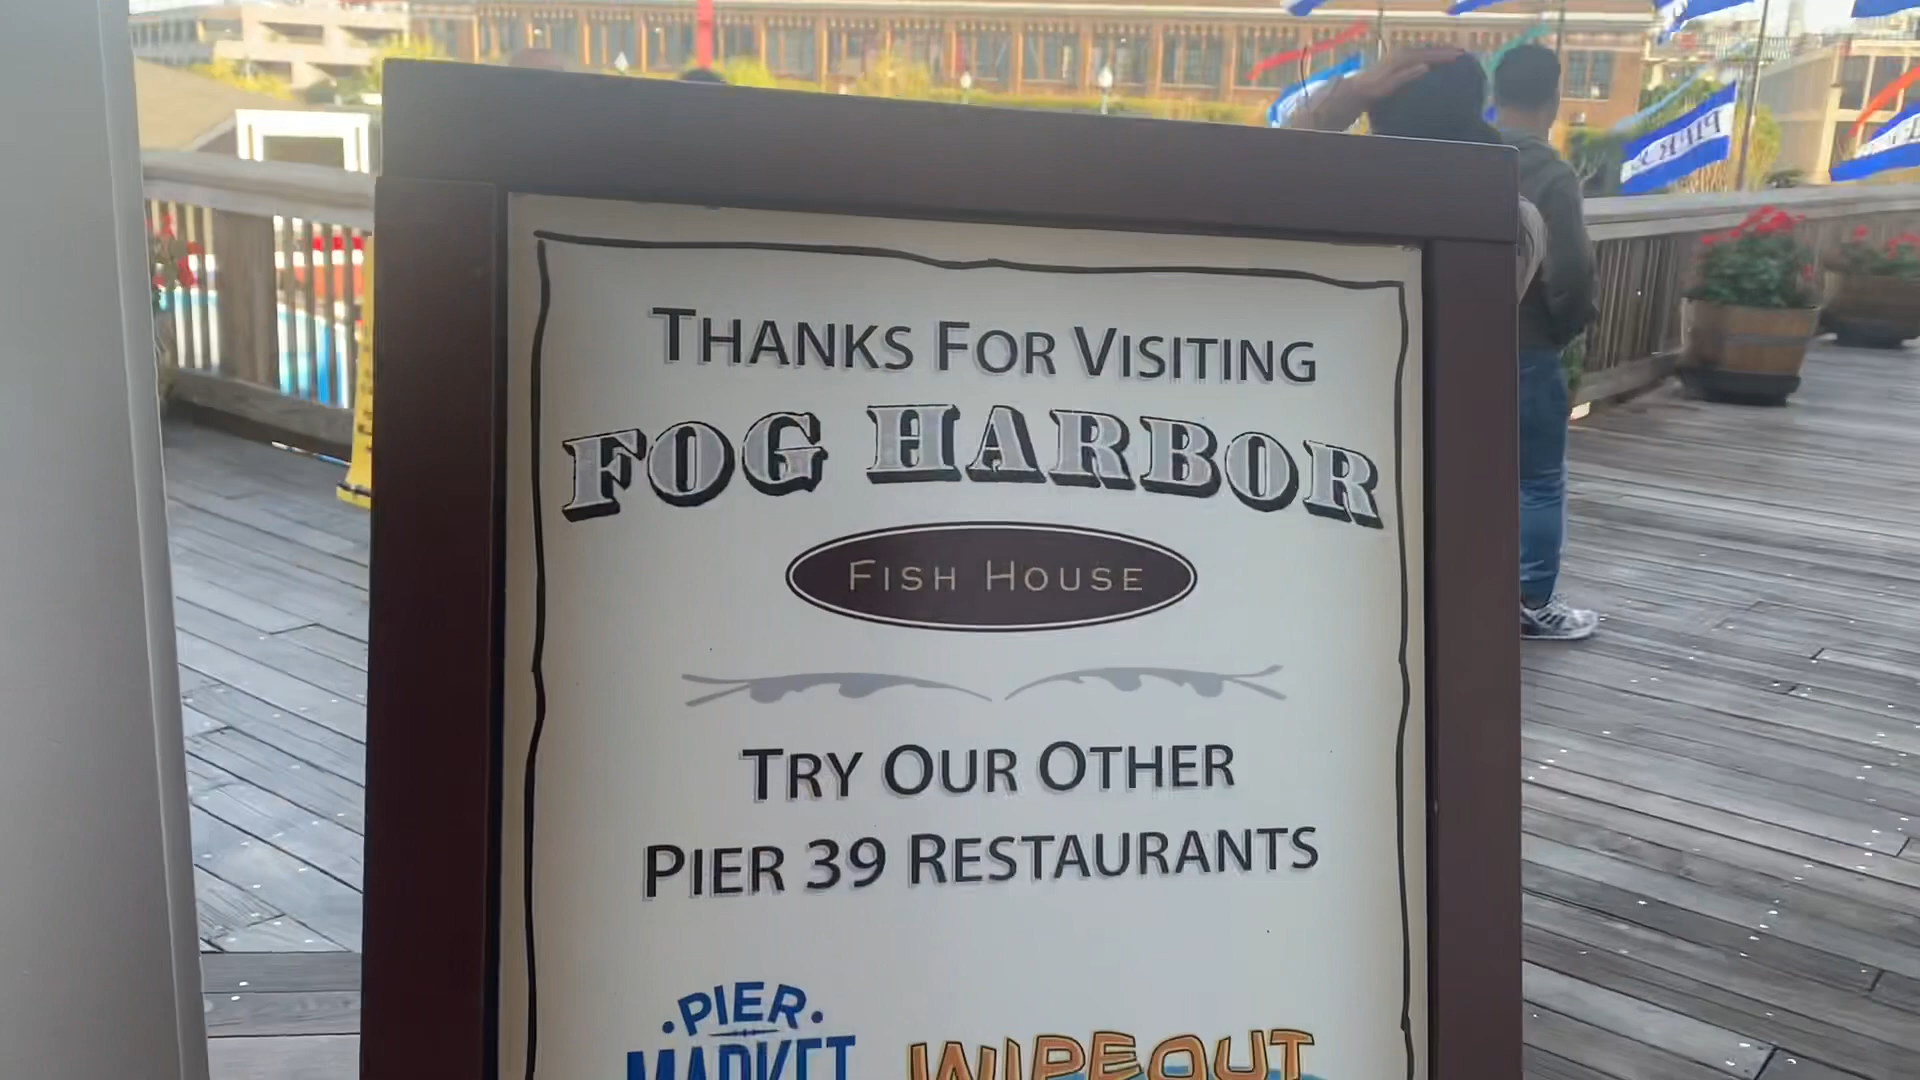 THANKS FOR VISITING
FOG HARBOR
FISH HOUSE
TRY OUR OTHER
PIER 39 RESTAURANTS
·PIER·
MARKET
WIPEOUT